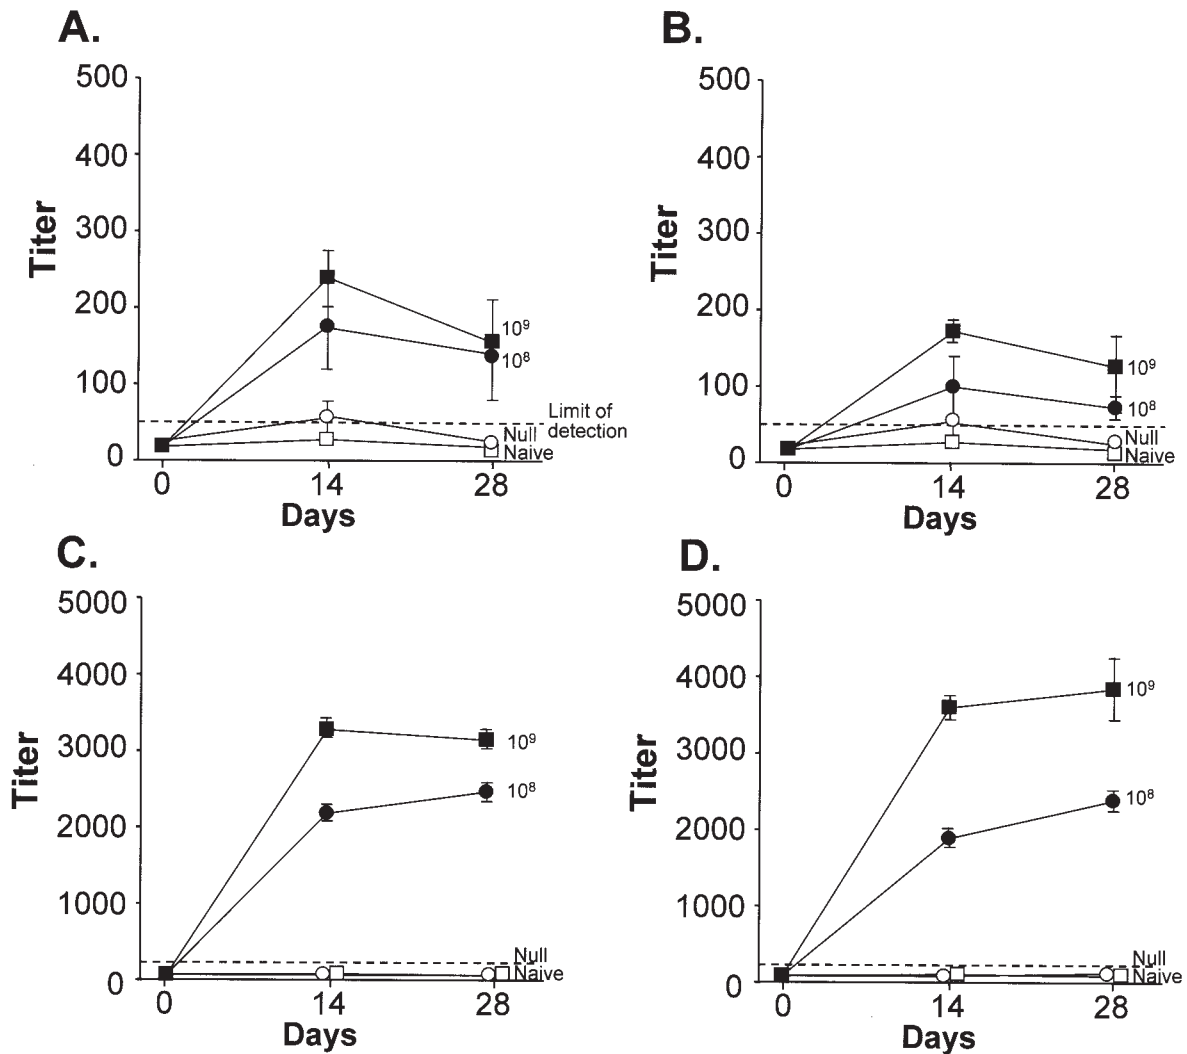 A.
500
400
300
200
100
0
Titer
10⁹
10⁸
Limit of
detection
Null
Naive
0 14 28
Days
B.
500
400
300
200
100
0
Titer
10⁹
10⁸
Null
Naive
0 14 28
Days
C.
5000
4000
3000
2000
1000
0
Titer
10⁹
10⁸
Null
Naive
0 14 28
Days
D.
5000
4000
3000
2000
1000
0
Titer
10⁹
10⁸
Null
Naive
0 14 28
Days